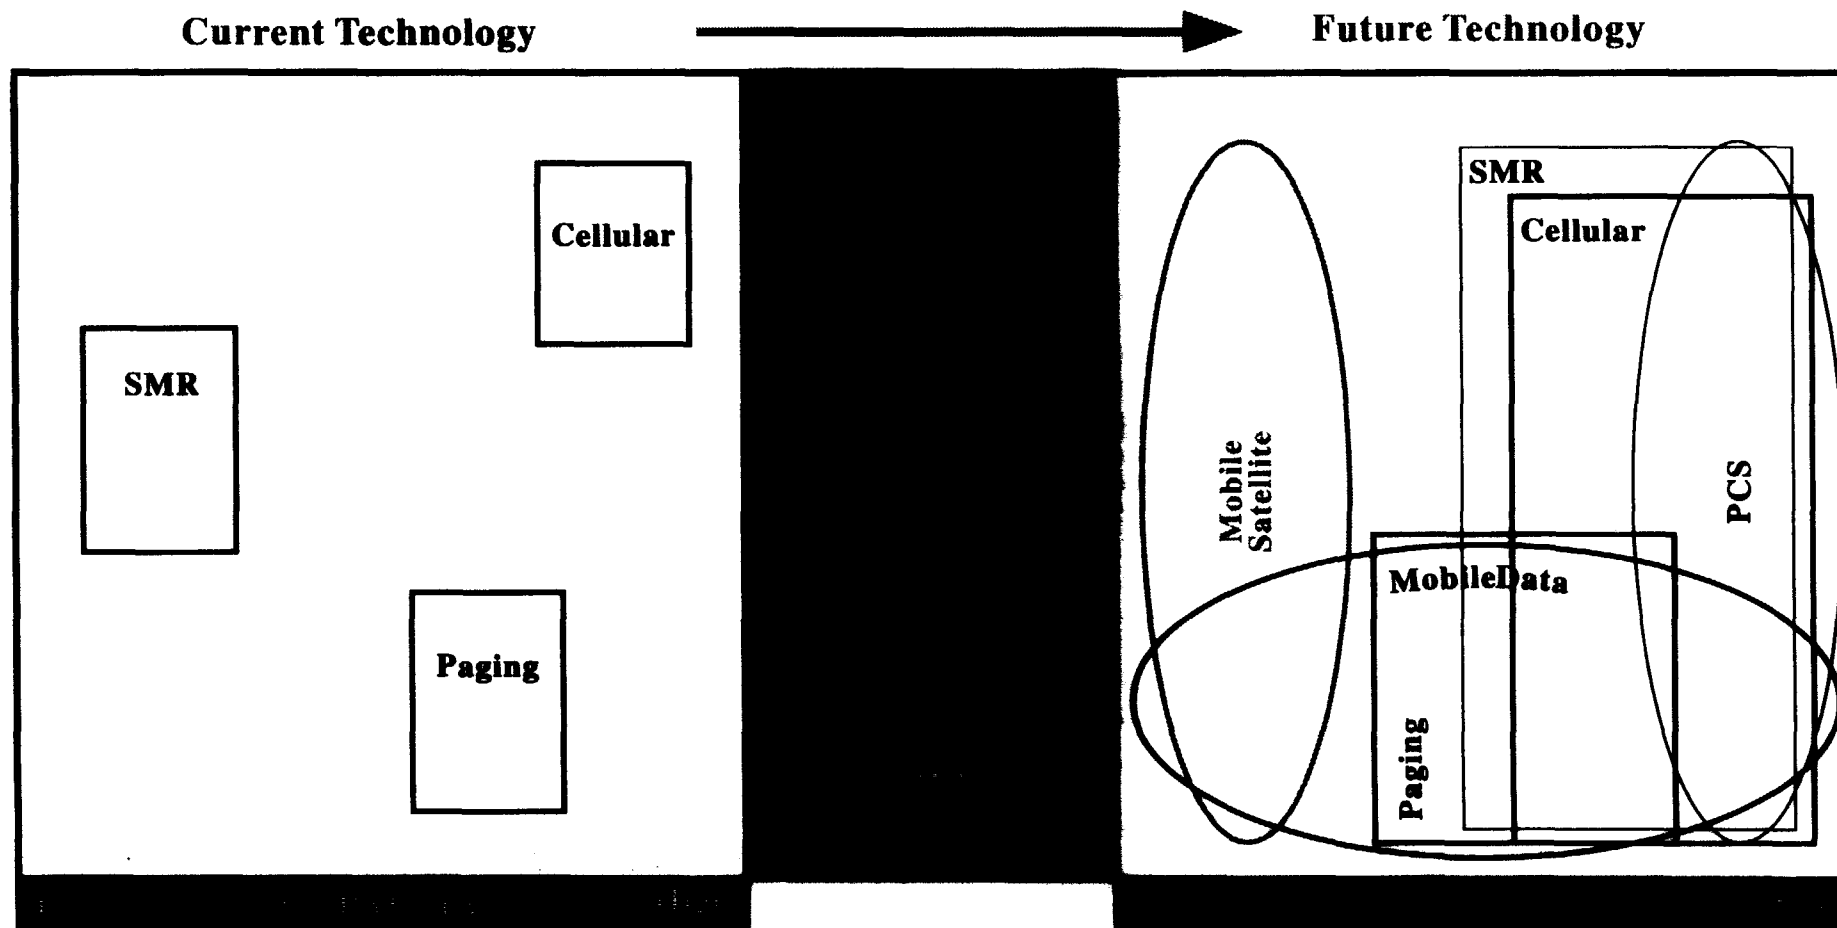 Current Technology
Future Technology
Cellular
SMR
Paging
SMR
Cellular
Mobile
Satellite
PCS
MobileData
Paging